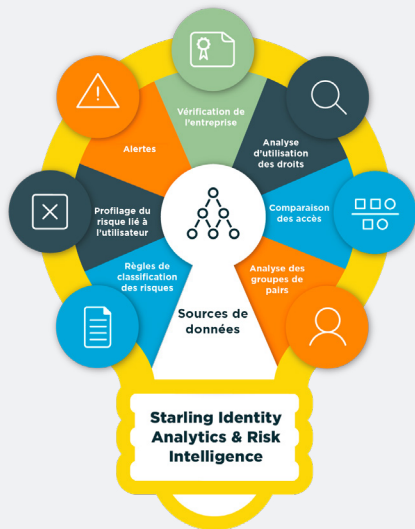 Vérification de
l'entreprise
Alertes
Analyse
d'utilisation
des droits
Profilage du
risque lié à
l'utilisateur
Comparaison
des accès
Règles de
classification
des risques
Analyse des
groupes de
pairs
Sources de
données
Starling Identity
Analytics & Risk
Intelligence